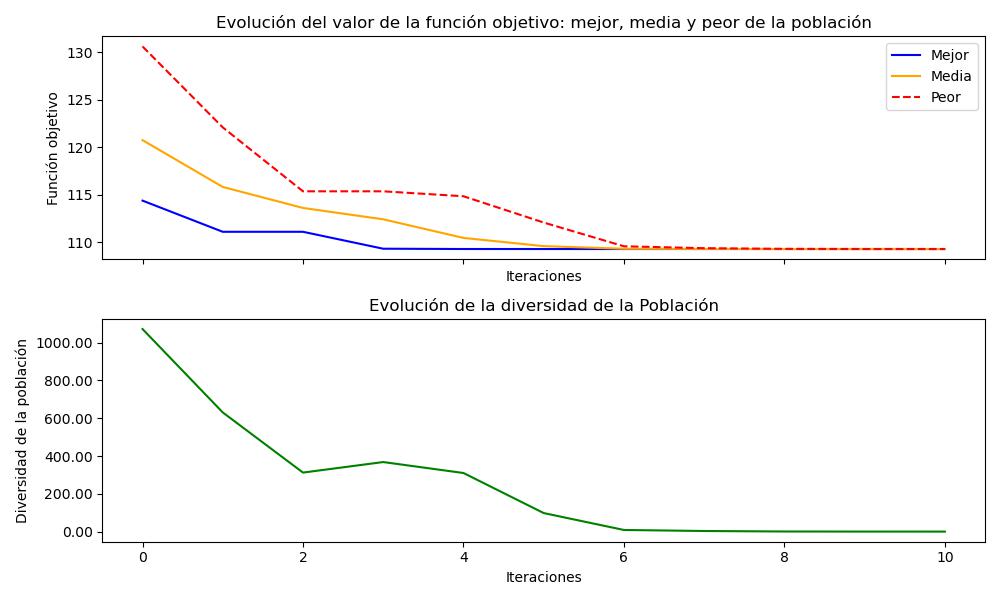 Evolución del valor de la función objetivo: mejor, media y peor de la población
130
125
120
115
110
Función objetivo
Mejor
Media
Peor
Iteraciones
Evolución de la diversidad de la Población
1000.00
800.00
600.00
400.00
200.00
0.00
Diversidad de la población
0 2 4 6 8 10
Iteraciones